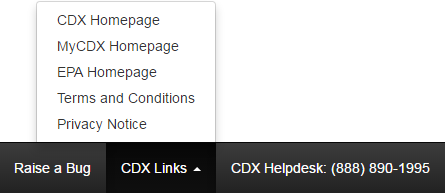 CDX Homepage
MyCDX Homepage
EPA Homepage
Terms and Conditions
Privacy Notice
Raise a Bug CDX Links CDX Helpdesk: (888) 890-1995